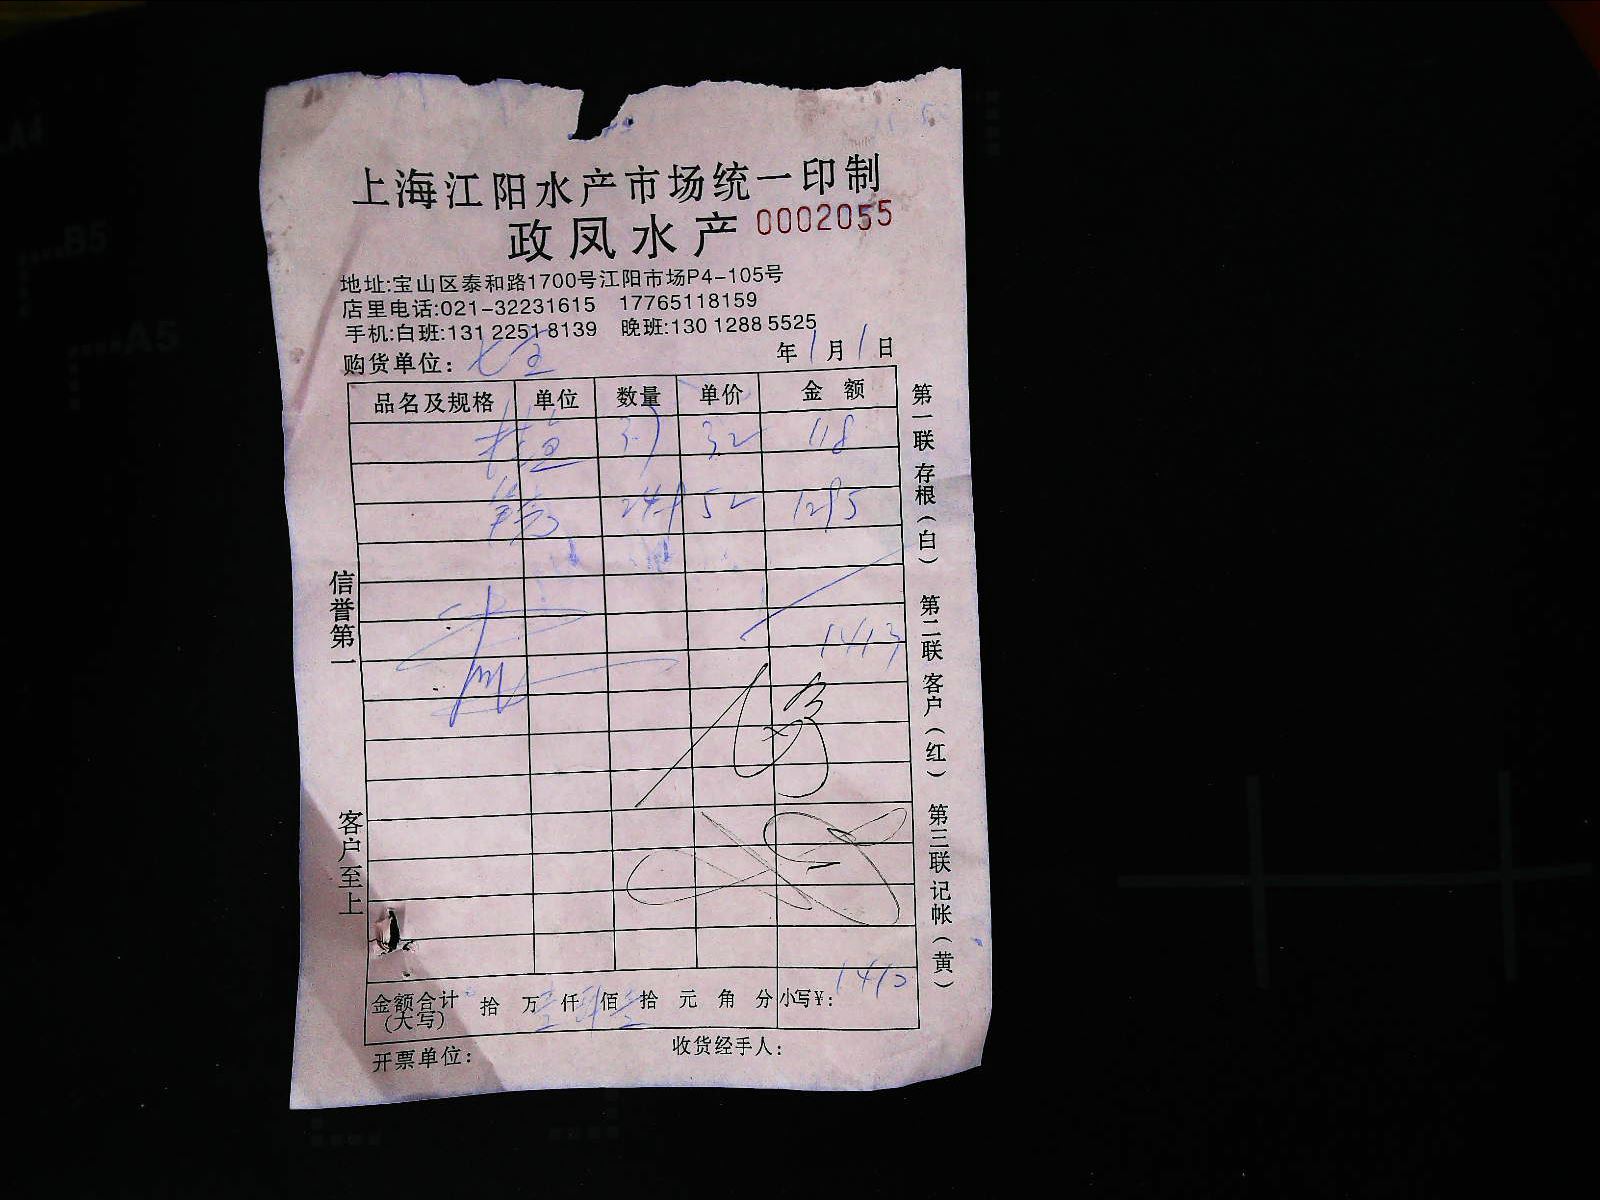 上海江阳水产市场统一印制
政凤水产 0002055
地址:宝山区泰和路1700号江阳市场P4-105号
店里电话:021-32231615 17765118159
手机:白班:131 2251 8139 晚班:130 1288 5525
购货单位: 年 1 月 1 日
品名及规格 单位 数量 单价 金 额
37 32 118
52 1295
1413
金额合计(大写) 拾 万 仟 佰 拾 元 角 分 小写¥: 1413
开票单位: 收货经手人:
信誉第一
客户至上
第一联 存根(白) 第二联 客户(红) 第三联 记帐(黄)
A4
B5
A5